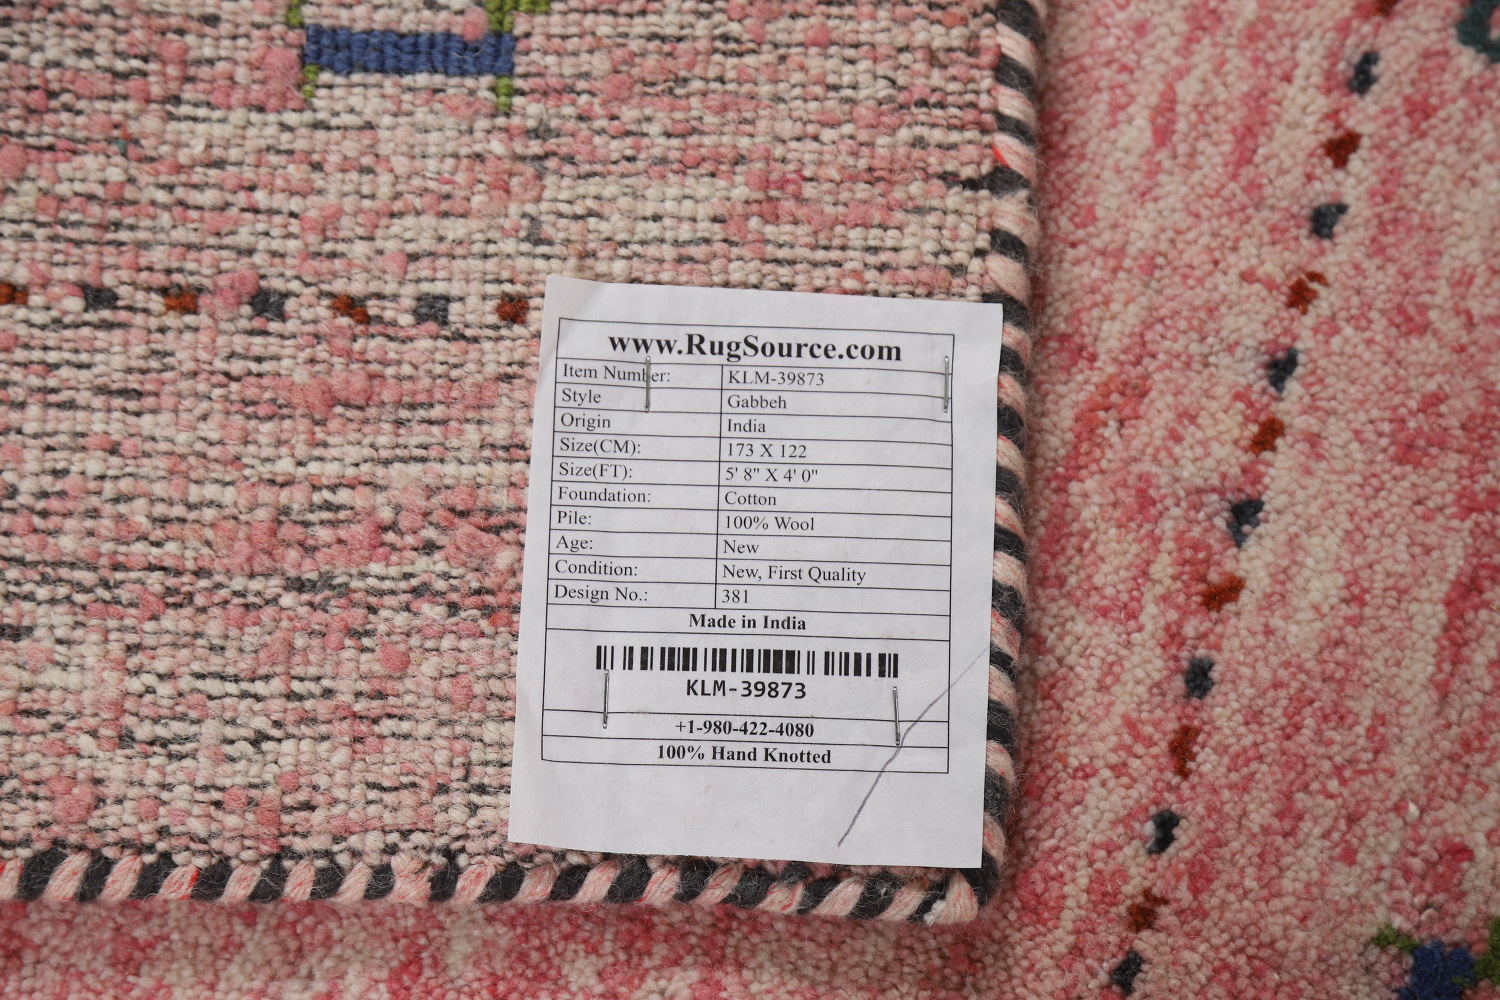 www.RugSource.com
Item Number: KLM-39873
Style Gabbeh
Origin India
Size(CM): 173 X 122
Size(FT): 5' 8" X 4' 0"
Foundation: Cotton
Pile: 100% Wool
Age: New
Condition: New, First Quality
Design No.: 381
Made in India
KLM-39873
+1-980-422-4080
100% Hand Knotted